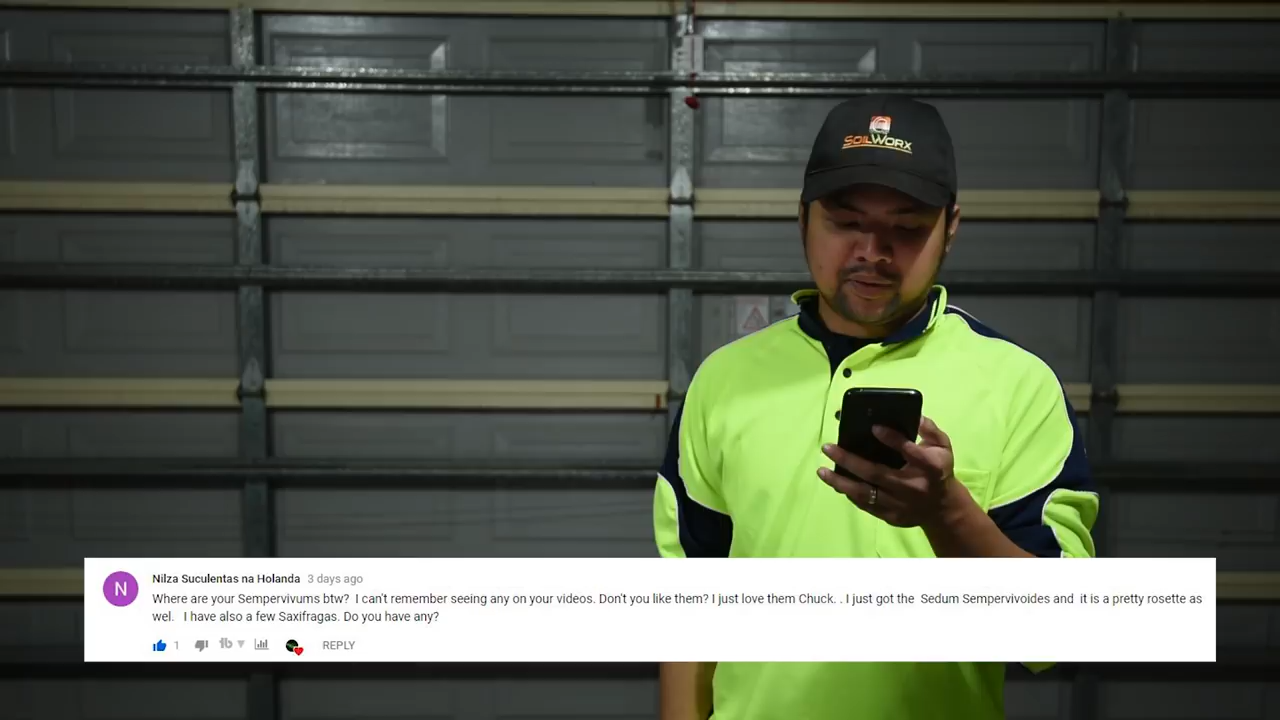 SOILWORX
N
Nilza Suculentas na Holanda 3 days ago
Where are your Sempervivums btw? I can't remember seeing any on your videos. Don't you like them? I just love them Chuck. . I just got the Sedum Sempervivoides and it is a pretty rosette as
wel. I have also a few Saxifragas. Do you have any?
1 tb REPLY